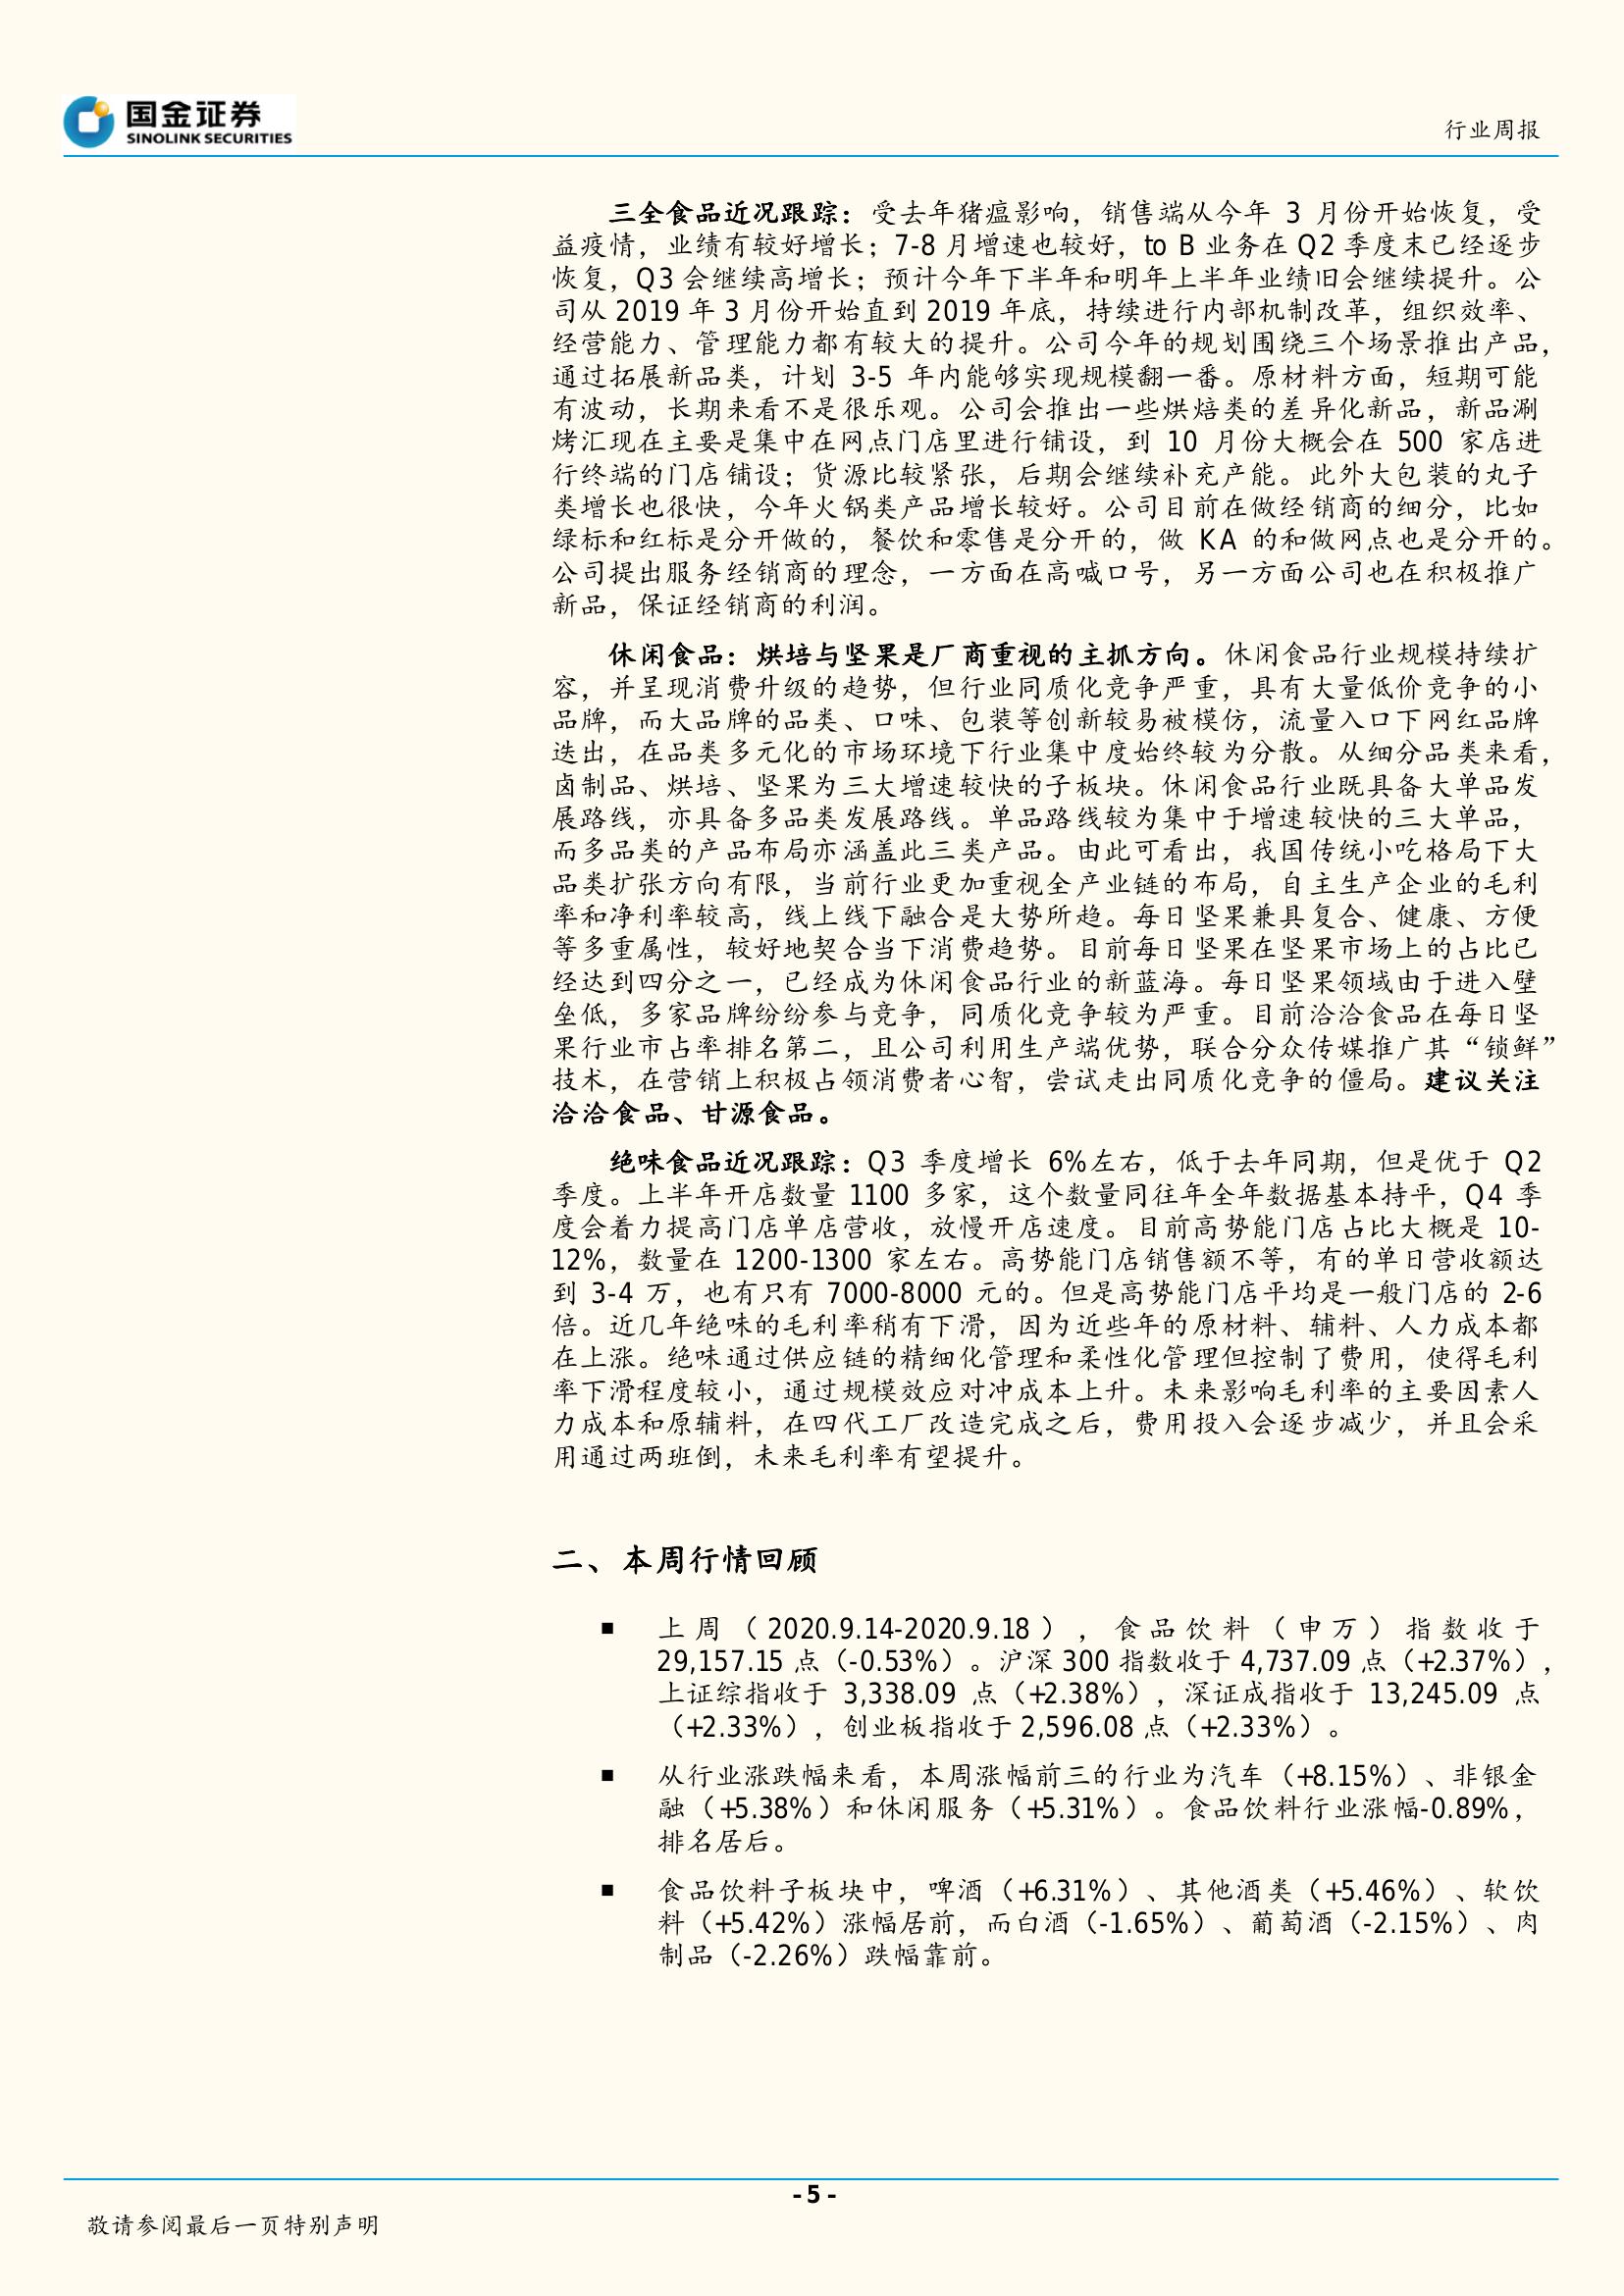 国金证券
SINOLINK SECURITIES
行业周报
三全食品近况跟踪：受去年猪瘟影响，销售端从今年 3 月份开始恢复，受
益疫情，业绩有较好增长；7-8 月增速也较好，to B 业务在 Q2 季度末已经逐步
恢复，Q3 会继续高增长；预计今年下半年和明年上半年业绩旧会继续提升。公
司从 2019 年 3 月份开始直到 2019 年底，持续进行内部机制改革，组织效率、
经营能力、管理能力都有较大的提升。公司今年的规划围绕三个场景推出产品，
通过拓展新品类，计划 3-5 年内能够实现规模翻一番。原材料方面，短期可能
有波动，长期来看不是很乐观。公司会推出一些烘焙类的差异化新品，新品涮
烤汇现在主要是集中在网点门店里进行铺设，到 10 月份大概会在 500 家店进
行终端的门店铺设；货源比较紧张，后期会继续补充产能。此外大包装的丸子
类增长也很快，今年火锅类产品增长较好。公司目前在做经销商的细分，比如
绿标和红标是分开做的，餐饮和零售是分开的，做 KA 的和做网点也是分开的。
公司提出服务经销商的理念，一方面在高喊口号，另一方面公司也在积极推广
新品，保证经销商的利润。
休闲食品：烘培与坚果是厂商重视的主抓方向。休闲食品行业规模持续扩
容，并呈现消费升级的趋势，但行业同质化竞争严重，具有大量低价竞争的小
品牌，而大品牌的品类、口味、包装等创新较易被模仿，流量入口下网红品牌
迭出，在品类多元化的市场环境下行业集中度始终较为分散。从细分品类来看，
卤制品、烘培、坚果为三大增速较快的子板块。休闲食品行业既具备大单品发
展路线，亦具备多品类发展路线。单品路线较为集中于增速较快的三大单品，
而多品类的产品布局亦涵盖此三类产品。由此可看出，我国传统小吃格局下大
品类扩张方向有限，当前行业更加重视全产业链的布局，自主生产企业的毛利
率和净利率较高，线上线下融合是大势所趋。每日坚果兼具复合、健康、方便
等多重属性，较好地契合当下消费趋势。目前每日坚果在坚果市场上的占比已
经达到四分之一，已经成为休闲食品行业的新蓝海。每日坚果领域由于进入壁
垒低，多家品牌纷纷参与竞争，同质化竞争较为严重。目前洽洽食品在每日坚
果行业市占率排名第二，且公司利用生产端优势，联合分众传媒推广其“锁鲜”
技术，在营销上积极占领消费者心智，尝试走出同质化竞争的僵局。建议关注
洽洽食品、甘源食品。
绝味食品近况跟踪：Q3 季度增长 6%左右，低于去年同期，但是优于 Q2
季度。上半年开店数量 1100 多家，这个数量同往年全年数据基本持平，Q4 季
度会着力提高门店单店营收，放慢开店速度。目前高势能门店占比大概是 10-
12%，数量在 1200-1300 家左右。高势能门店销售额不等，有的单日营收额达
到 3-4 万，也有只有 7000-8000 元的。但是高势能门店平均是一般门店的 2-6
倍。近几年绝味的毛利率稍有下滑，因为近些年的原材料、辅料、人力成本都
在上涨。绝味通过供应链的精细化管理和柔性化管理但控制了费用，使得毛利
率下滑程度较小，通过规模效应对冲成本上升。未来影响毛利率的主要因素人
力成本和原辅料，在四代工厂改造完成之后，费用投入会逐步减少，并且会采
用通过两班倒，未来毛利率有望提升。
二、本周行情回顾
■ 上周（2020.9.14-2020.9.18），食品饮料（申万）指数收于
29,157.15 点（-0.53%）。沪深 300 指数收于 4,737.09 点（+2.37%），
上证综指收于 3,338.09 点（+2.38%），深证成指收于 13,245.09 点
（+2.33%），创业板指收于 2,596.08 点（+2.33%）。
■ 从行业涨跌幅来看，本周涨幅前三的行业为汽车（+8.15%）、非银金
融（+5.38%）和休闲服务（+5.31%）。食品饮料行业涨幅-0.89%，
排名居后。
■ 食品饮料子板块中，啤酒（+6.31%）、其他酒类（+5.46%）、软饮
料（+5.42%）涨幅居前，而白酒（-1.65%）、葡萄酒（-2.15%）、肉
制品（-2.26%）跌幅靠前。
- 5 -
敬请参阅最后一页特别声明